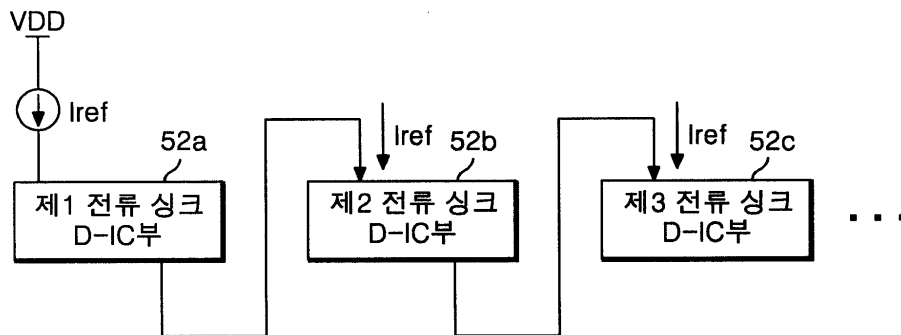 VDD
Iref
52a
제1 전류 싱크
D-IC부
Iref
52b
제2 전류 싱크
D-IC부
Iref
52c
제3 전류 싱크
D-IC부